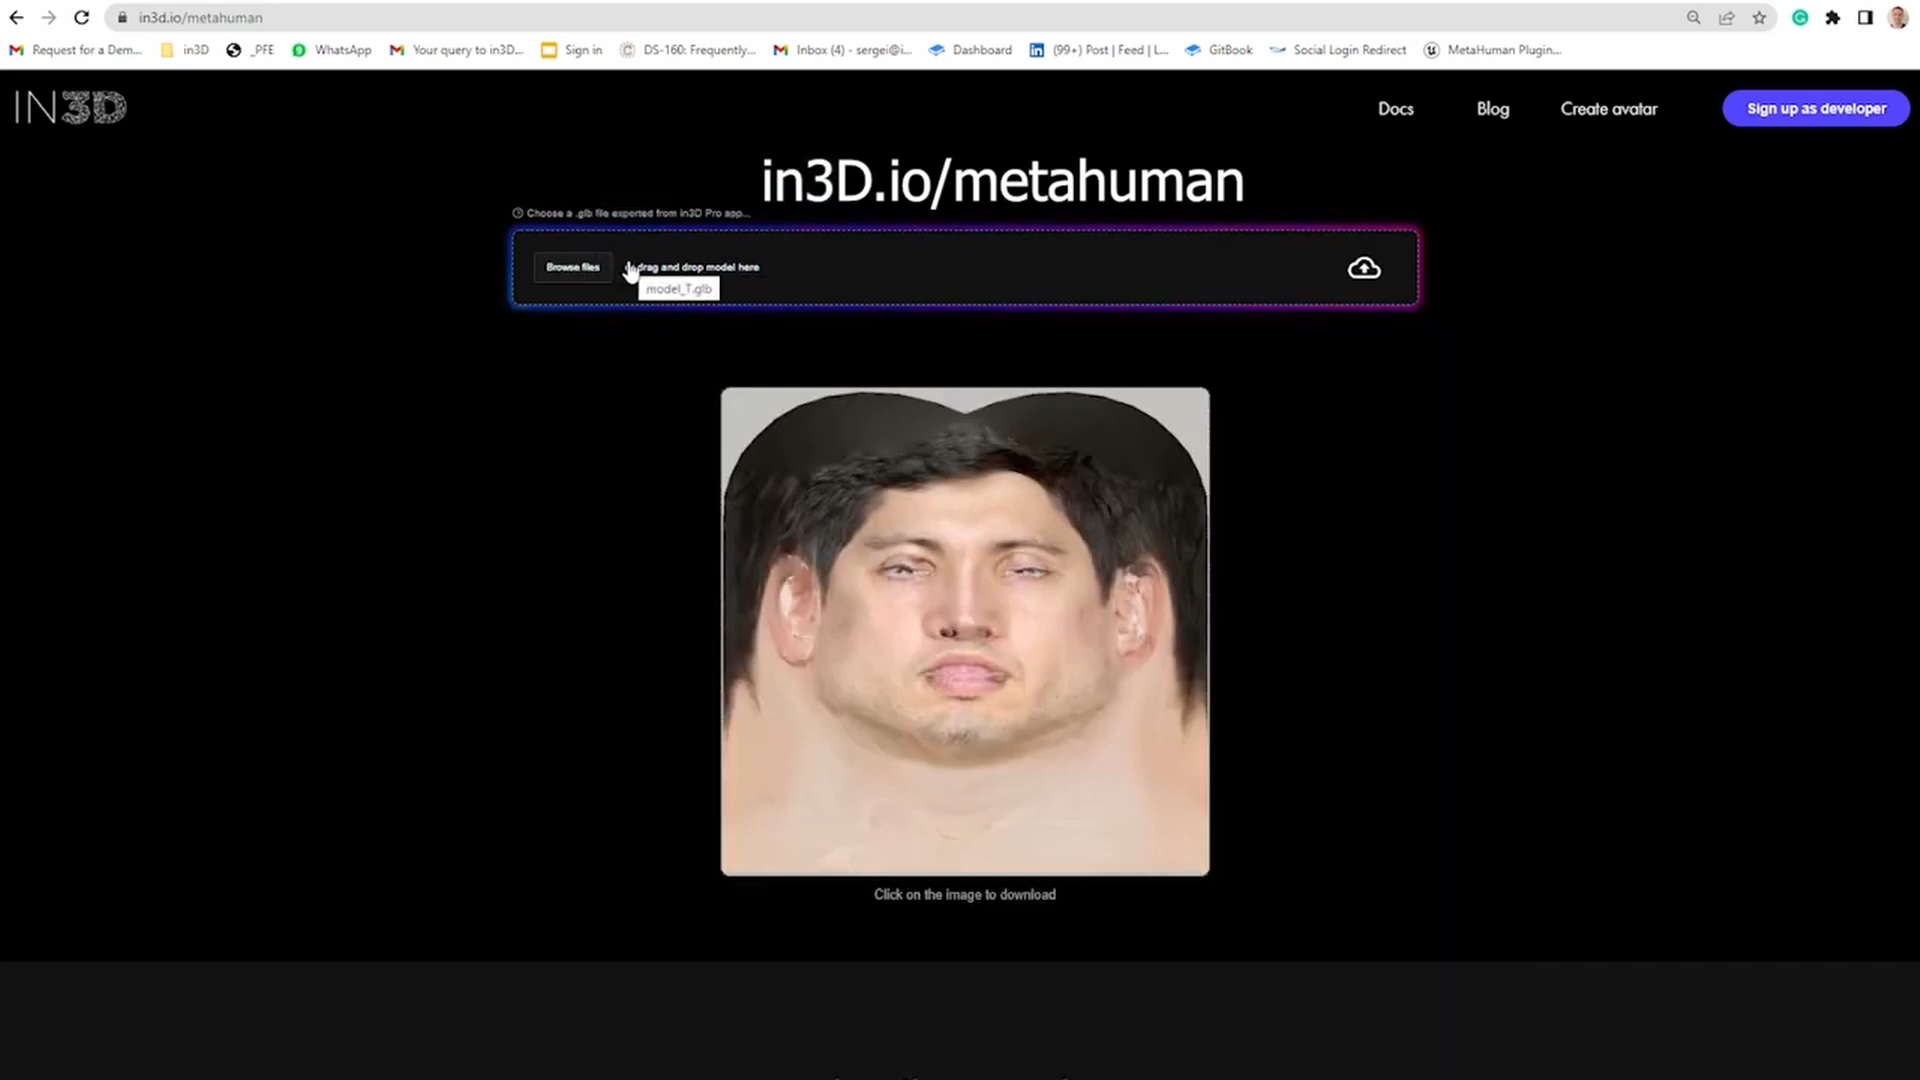 in3d.io/metahuman
Request for a Dem... in3D _PFE WhatsApp Your query to in3D... Sign in DS-160: Frequently... Inbox (4) - sergei@i... Dashboard (99+) Post | Feed | L... GitBook Social Login Redirect MetaHuman Plugin...
IN3D Docs Blog Create avatar Sign up as developer
in3D.io/metahuman
Choose a .glb file exported from in3D Pro app...
Browse files drag and drop model here
model_T.glb
Click on the image to download